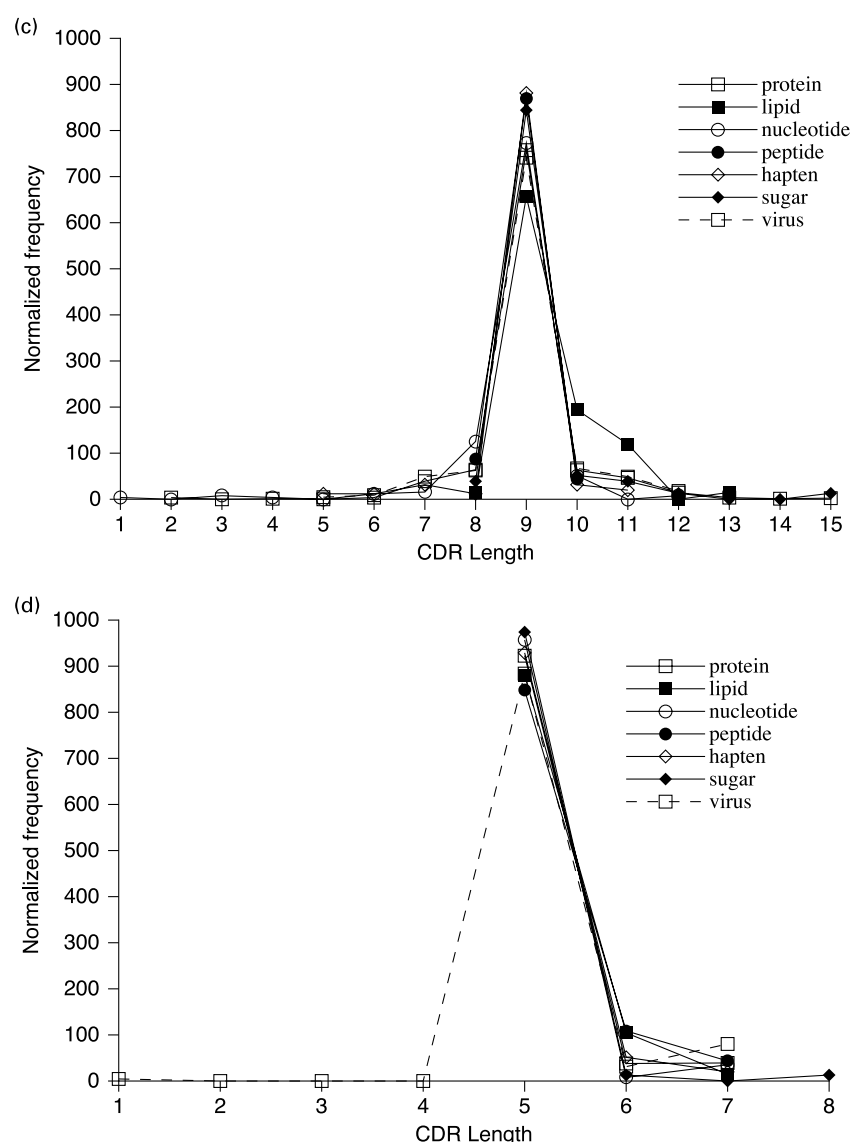 (c)
1000
900
800
700
600
500
400
300
200
100
0
Normalized frequency
protein
lipid
nucleotide
peptide
hapten
sugar
virus
1 2 3 4 5 6 7 8 9 10 11 12 13 14 15
CDR Length
(d)
1000
900
800
700
600
500
400
300
200
100
0
Normalized frequency
protein
lipid
nucleotide
peptide
hapten
sugar
virus
1 2 3 4 5 6 7 8
CDR Length